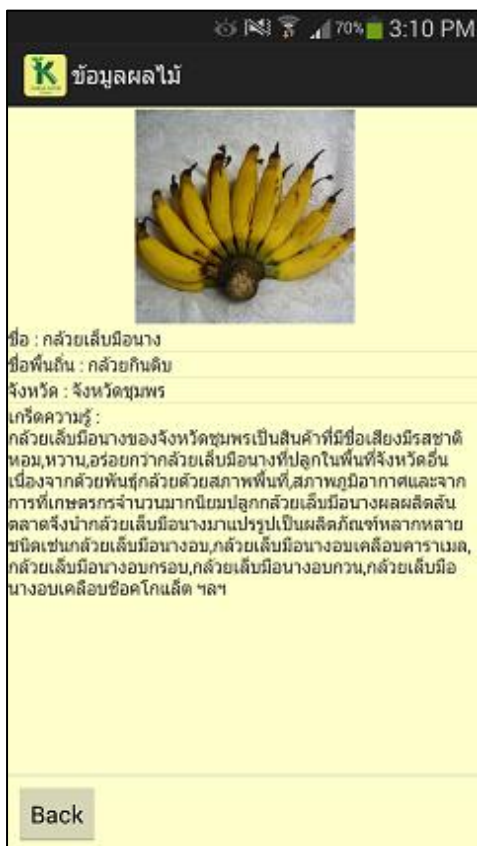 70% 3:10 PM
ข้อมูลผลไม้
ชื่อ : กล้วยเล็บมือนาง
ชื่อพื้นถิ่น : กล้วยกินดิบ
จังหวัด : จังหวัดชุมพร
เกร็ดความรู้ :
กล้วยเล็บมือนางของจังหวัดชุมพรเป็นสินค้าที่มีชื่อเสียงมีรสชาติ
หอม,หวาน,อร่อยกว่ากล้วยเล็บมือนางที่ปลูกในพื้นที่จังหวัดอื่น
เนื่องจากด้วยพันธุ์กล้วยด้วยสภาพพื้นที่,สภาพภูมิอากาศและจาก
การที่เกษตรกรจำนวนมากนิยมปลูกกล้วยเล็บมือนางผลผลิตล้น
ตลาดจึงนำกล้วยเล็บมือนางมาแปรรูปเป็นผลิตภัณฑ์หลากหลาย
ชนิดเช่นกล้วยเล็บมือนางอบ,กล้วยเล็บมือนางอบเคลือบคาราเมล,
กล้วยเล็บมือนางอบกรอบ,กล้วยเล็บมือนางอบกวน,กล้วยเล็บมือ
นางอบเคลือบช็อคโกแล็ต ฯลฯ
Back